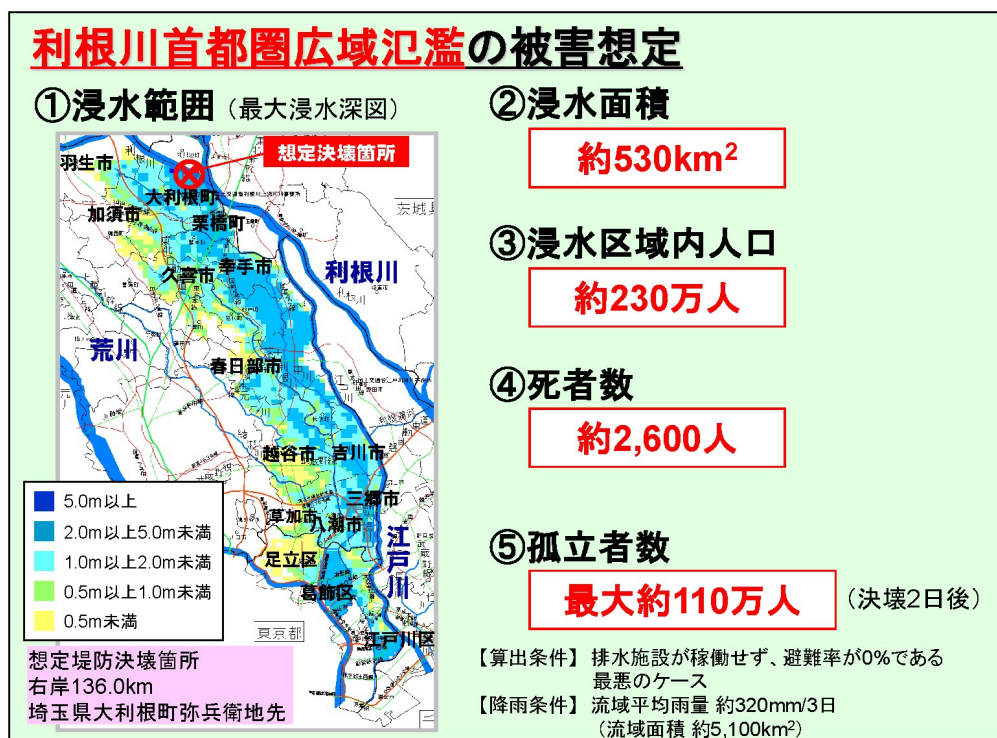 利根川首都圏広域氾濫の被害想定
①浸水範囲（最大浸水深図）
想定決壊箇所
羽生市
大利根町
加須市
栗橋町
茨城県
幸手市
久喜市
利根川
荒川
春日部市
越谷市
吉川市
三郷市
草加市
八潮市
江戸川
足立区
葛飾区
東京都
江戸川区
5.0m以上
2.0m以上5.0m未満
1.0m以上2.0m未満
0.5m以上1.0m未満
0.5m未満
想定堤防決壊箇所
右岸136.0km
埼玉県大利根町弥兵衛地先
②浸水面積
約530km²
③浸水区域内人口
約230万人
④死者数
約2,600人
⑤孤立者数
最大約110万人（決壊2日後）
【算出条件】 排水施設が稼働せず、避難率が0%である
最悪のケース
【降雨条件】 流域平均雨量 約320mm/3日
（流域面積 約5,100km²）